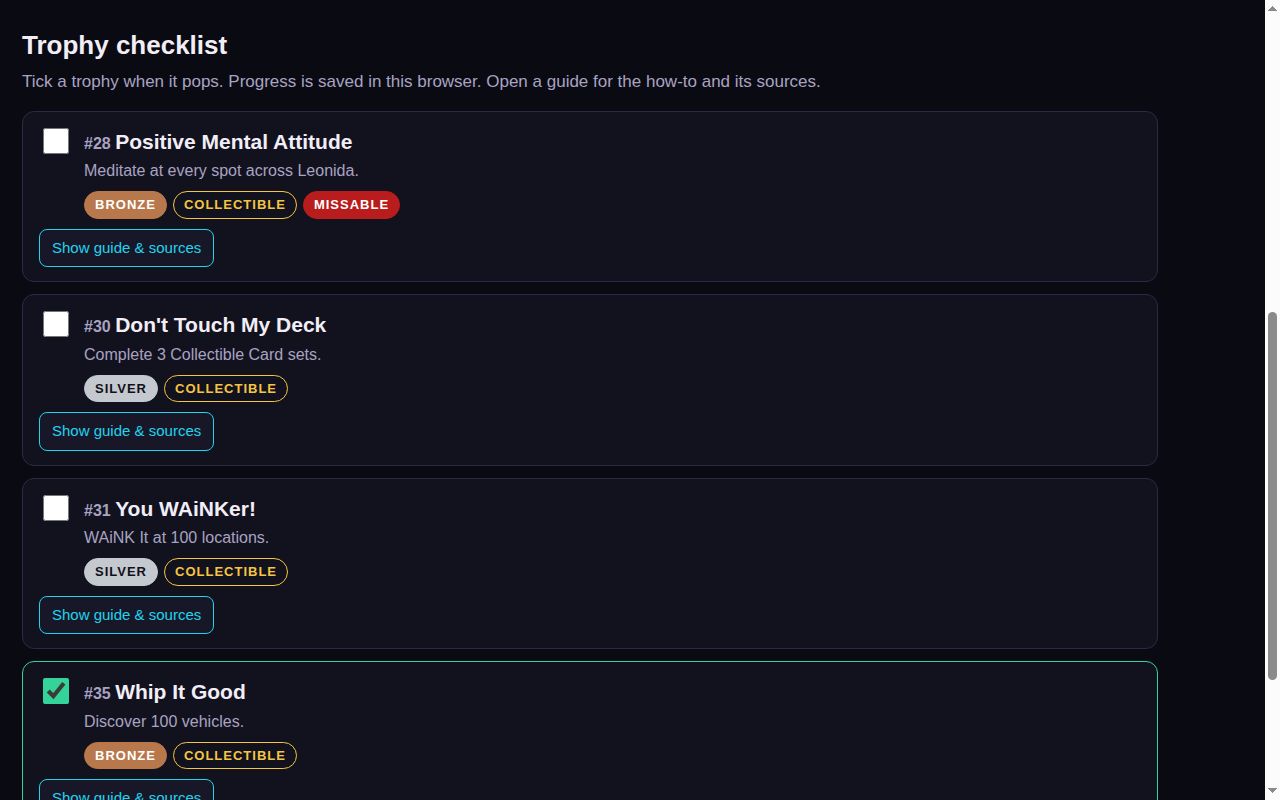 Trophy checklist
Tick a trophy when it pops. Progress is saved in this browser. Open a guide for the how-to and its sources.
#28 Positive Mental Attitude
Meditate at every spot across Leonida.
BRONZE COLLECTIBLE MISSABLE
Show guide & sources
#30 Don't Touch My Deck
Complete 3 Collectible Card sets.
SILVER COLLECTIBLE
Show guide & sources
#31 You WAiNKer!
WAiNK It at 100 locations.
SILVER COLLECTIBLE
Show guide & sources
#35 Whip It Good
Discover 100 vehicles.
BRONZE COLLECTIBLE
Show guide & sources